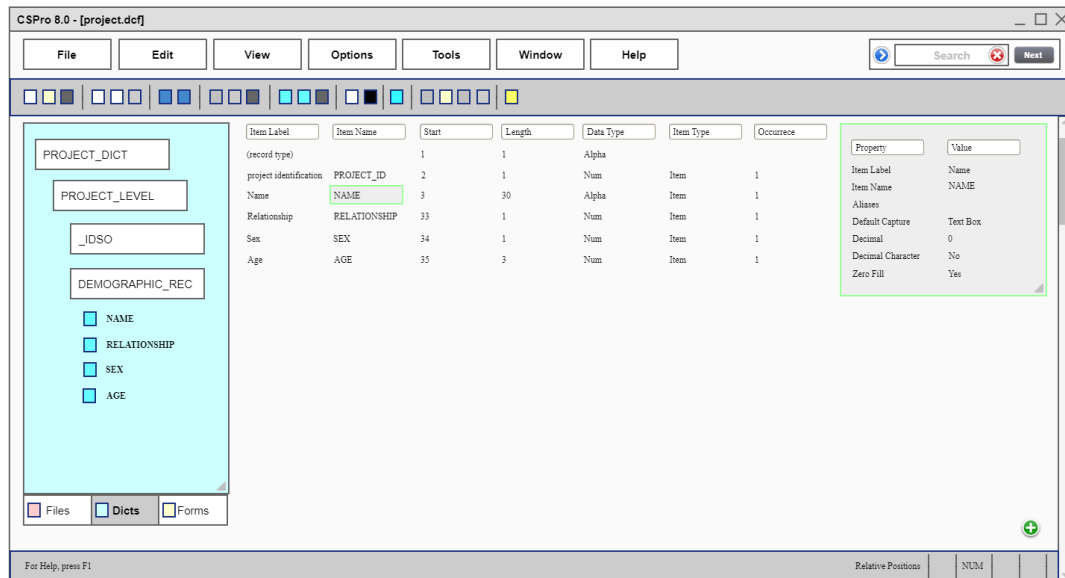 CSPro 8.0 - [project.dcf]
File Edit View Options Tools Window Help Search Next
PROJECT_DICT
PROJECT_LEVEL
_IDSO
DEMOGRAPHIC_REC
NAME
RELATIONSHIP
SEX
AGE
Files Dicts Forms
Item Label Item Name Start Length Data Type Item Type Occurrece
(record type) 1 1 Alpha
project identification PROJECT_ID 2 1 Num Item 1
Name NAME 3 30 Alpha Item 1
Relationship RELATIONSHIP 33 1 Num Item 1
Sex SEX 34 1 Num Item 1
Age AGE 35 3 Num Item 1
Property Value
Item Label Name
Item Name NAME
Aliases
Default Capture Text Box
Decimal 0
Decimal Character No
Zero Fill Yes
For Help, press F1 Relative Positions NUM